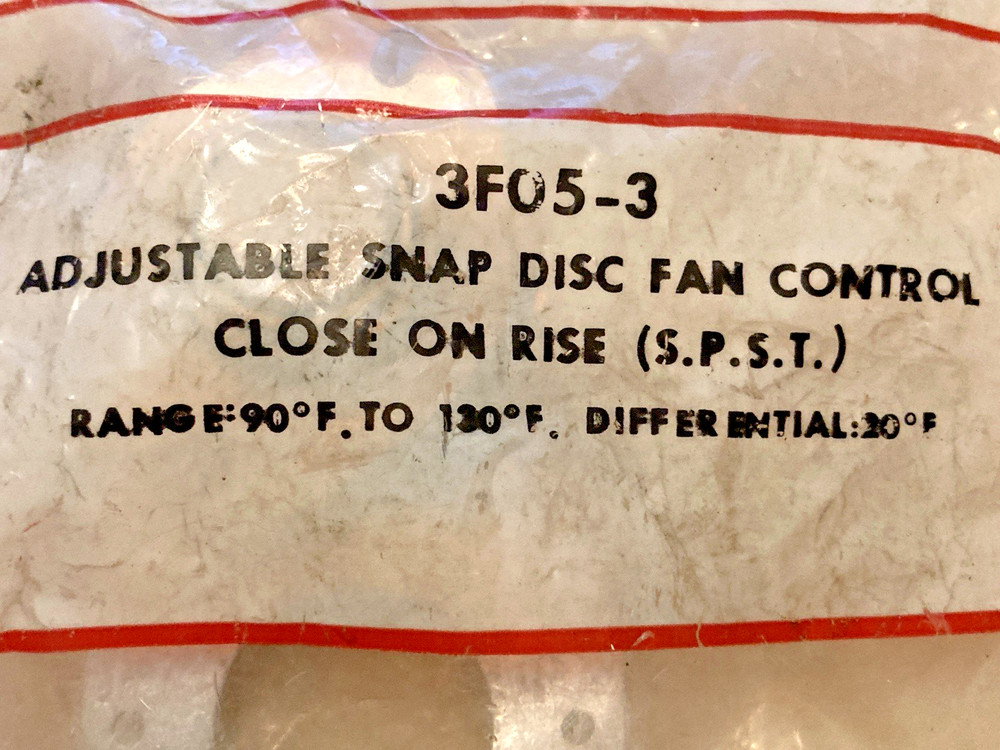 3F05-3
ADJUSTABLE SNAP DISC FAN CONTROL
CLOSE ON RISE (S.P.S.T.)
RANGE:90°F. TO 130°F. DIFFERENTIAL:20°F